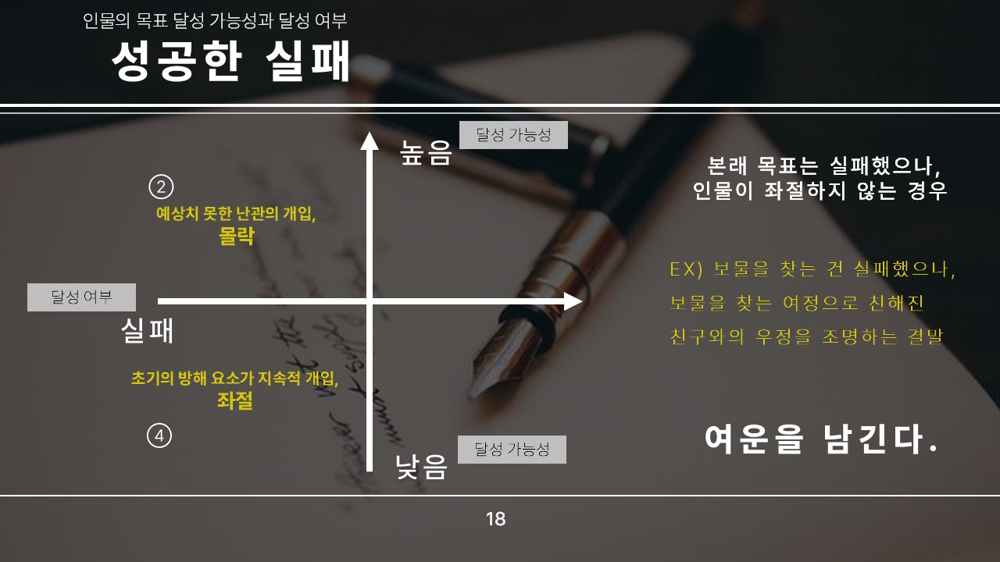 인물의 목표 달성 가능성과 달성 여부
성공한 실패
달성 가능성
높음
②
예상치 못한 난관의 개입,
몰락
달성 여부
실패
초기의 방해 요소가 지속적 개입,
좌절
④
달성 가능성
낮음
본래 목표는 실패했으나,
인물이 좌절하지 않는 경우
EX) 보물을 찾는 건 실패했으나,
보물을 찾는 여정으로 친해진
친구와의 우정을 조명하는 결말
여운을 남긴다.
18